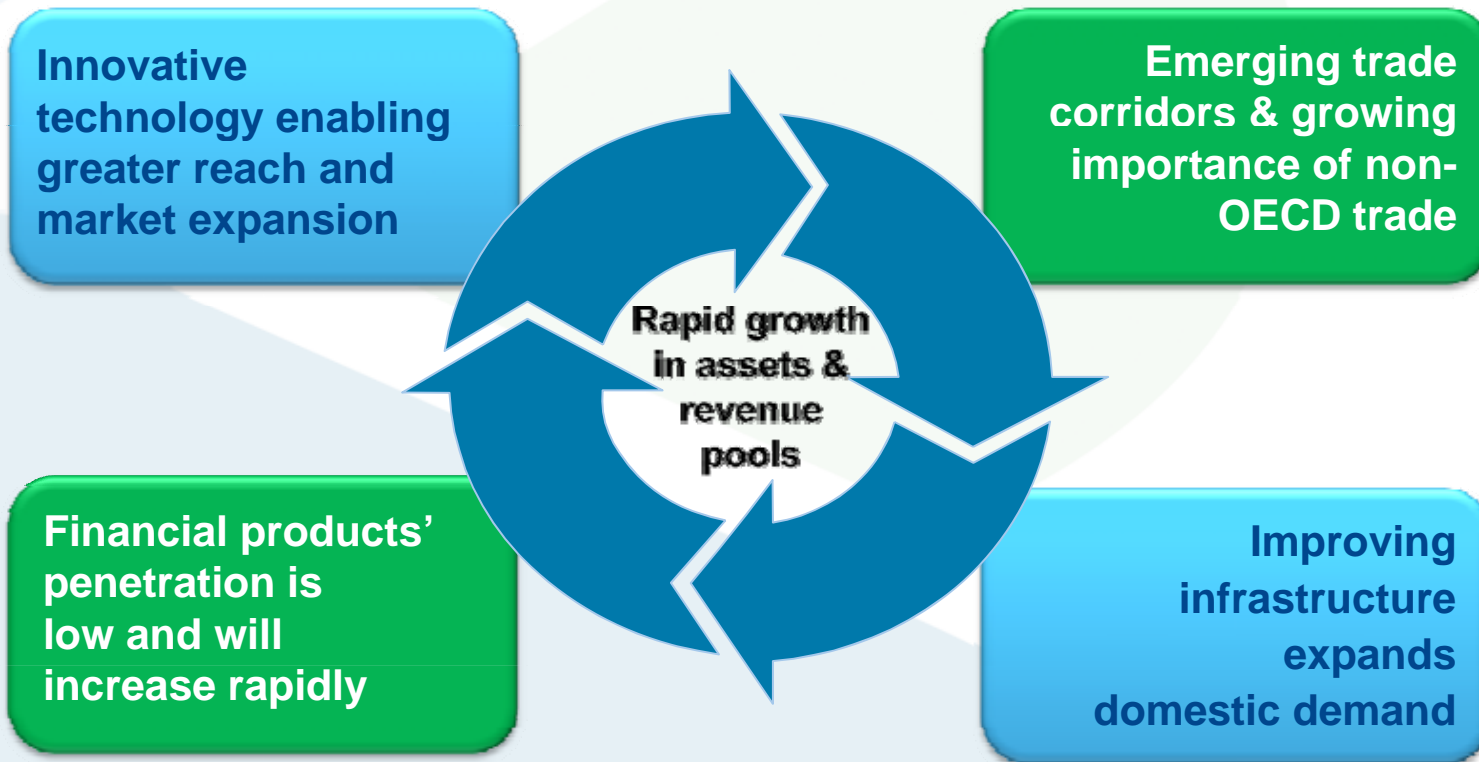 Innovative
technology enabling
greater reach and
market expansion
Emerging trade
corridors & growing
importance of non-
OECD trade
Rapid growth
in assets &
revenue
pools
Financial products’
penetration is
low and will
increase rapidly
Improving
infrastructure
expands
domestic demand